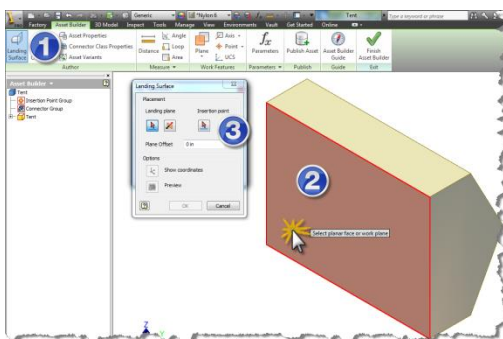 Generic
"Nylon 6
Tent
Type a keyword or phrase
Factory
Asset Builder
3D Model
Inspect
Tools
Manage
View
Environments
Vault
Get Started
Online
Landing Surface
1
Asset Properties
Connector Class Properties
Asset Variants
Distance
Angle
Loop
Area
Plane
Axis
Point
UCS
fx
Parameters
Publish Asset
Asset Builder Guide
Finish Asset Builder
Author
Measure
Work Features
Parameters
Publish
Guide
Exit
Asset Builder
Tent
Insertion Point Group
Connector Group
Tent
Landing Surface
Placement
Landing plane
Insertion point
3
Plane Offset
0 in
Options
Show coordinates
Preview
OK
Cancel
2
Select planar face or work plane
Z
Y